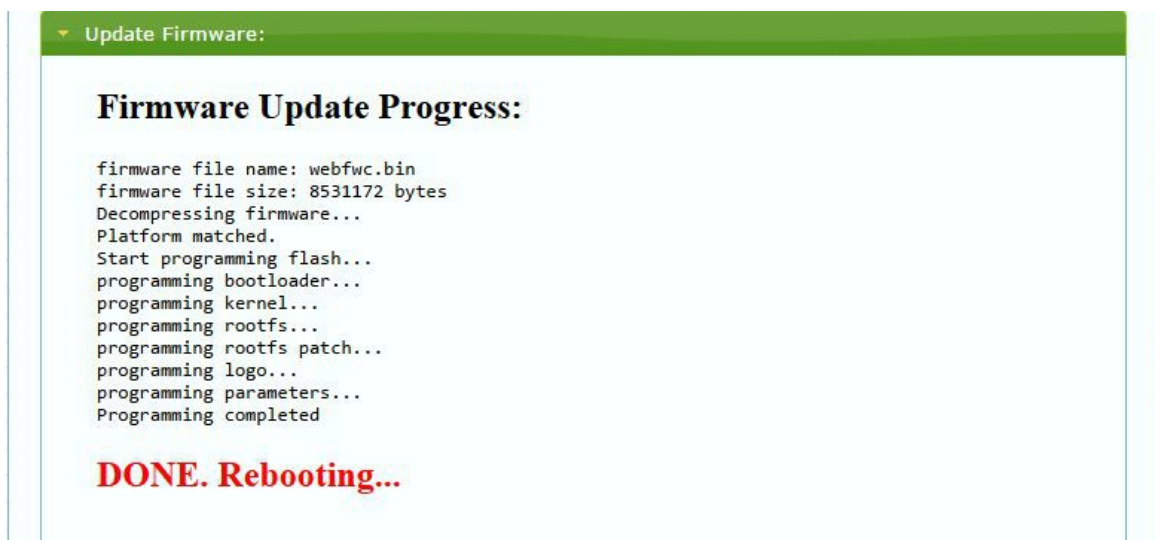 Update Firmware:
Firmware Update Progress:
firmware file name: webfwc.bin
firmware file size: 8531172 bytes
Decompressing firmware...
Platform matched.
Start programming flash...
programming bootloader...
programming kernel...
programming rootfs...
programming rootfs patch...
programming logo...
programming parameters...
Programming completed
DONE. Rebooting...